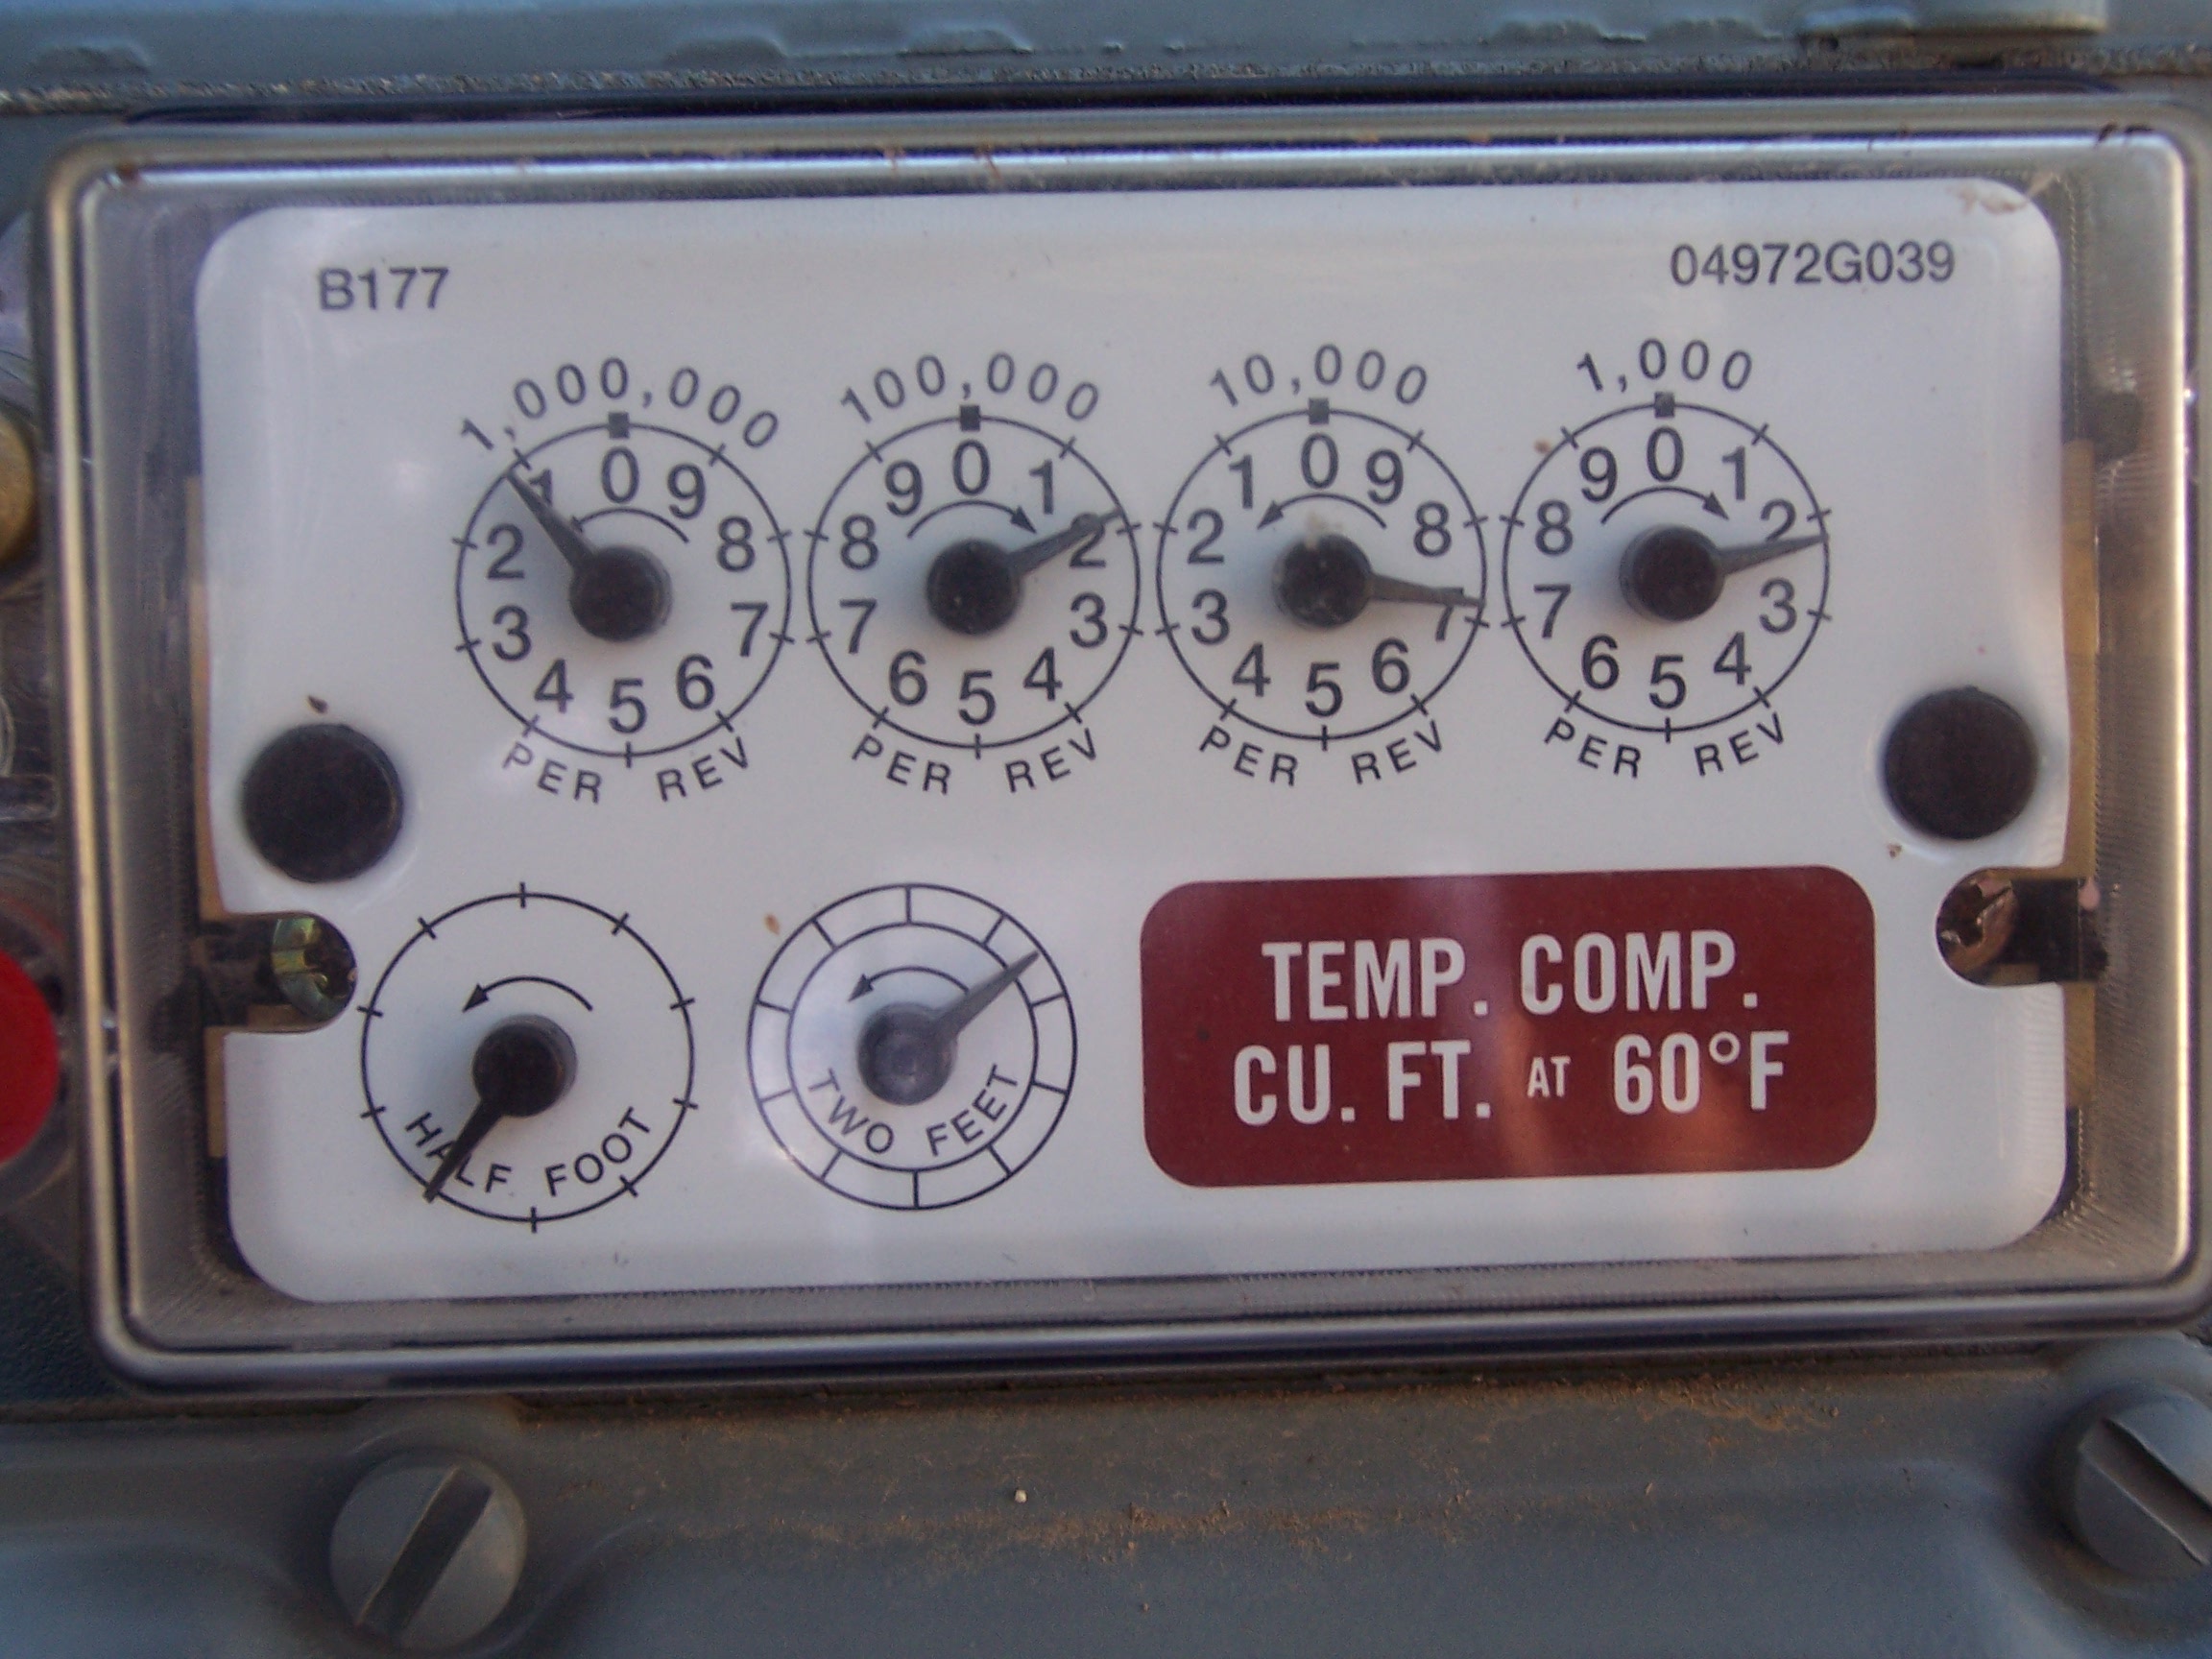 B177 04972G039
1,000,000 100,000 10,000 1,000
1 0 9 9 0 1 1 0 9 9 0 1
2 8 8 2 2 8 8 2
3 7 7 3 3 7 7 3
4 5 6 6 5 4 4 5 6 6 5 4
PER REV PER REV PER REV PER REV
HALF FOOT
TWO FEET
TEMP. COMP.
CU. FT. AT 60°F